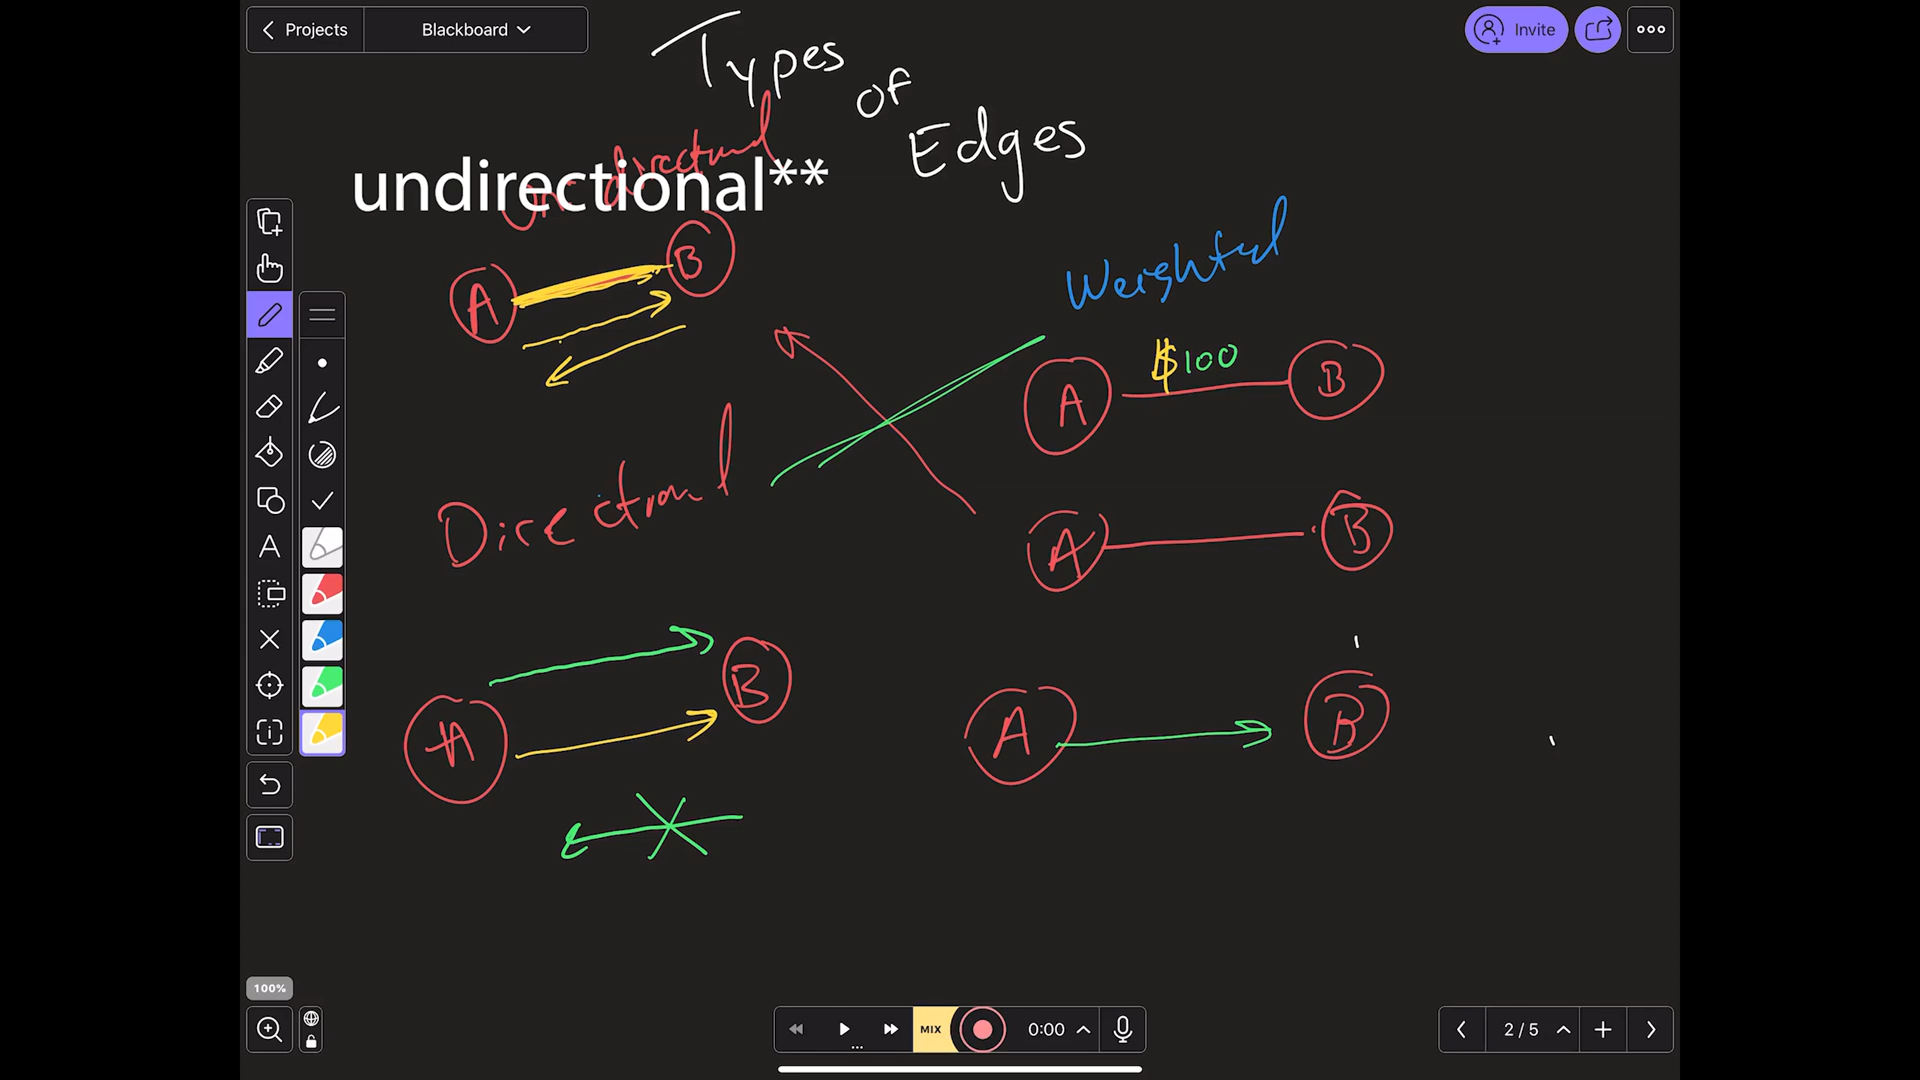 Projects
Blackboard
Invite
Types
of
Edges
undirectional**
A
B
Weighted
A
$100
B
Directional
A
B
A
B
A
B
100%
MIX
0:00
2 / 5